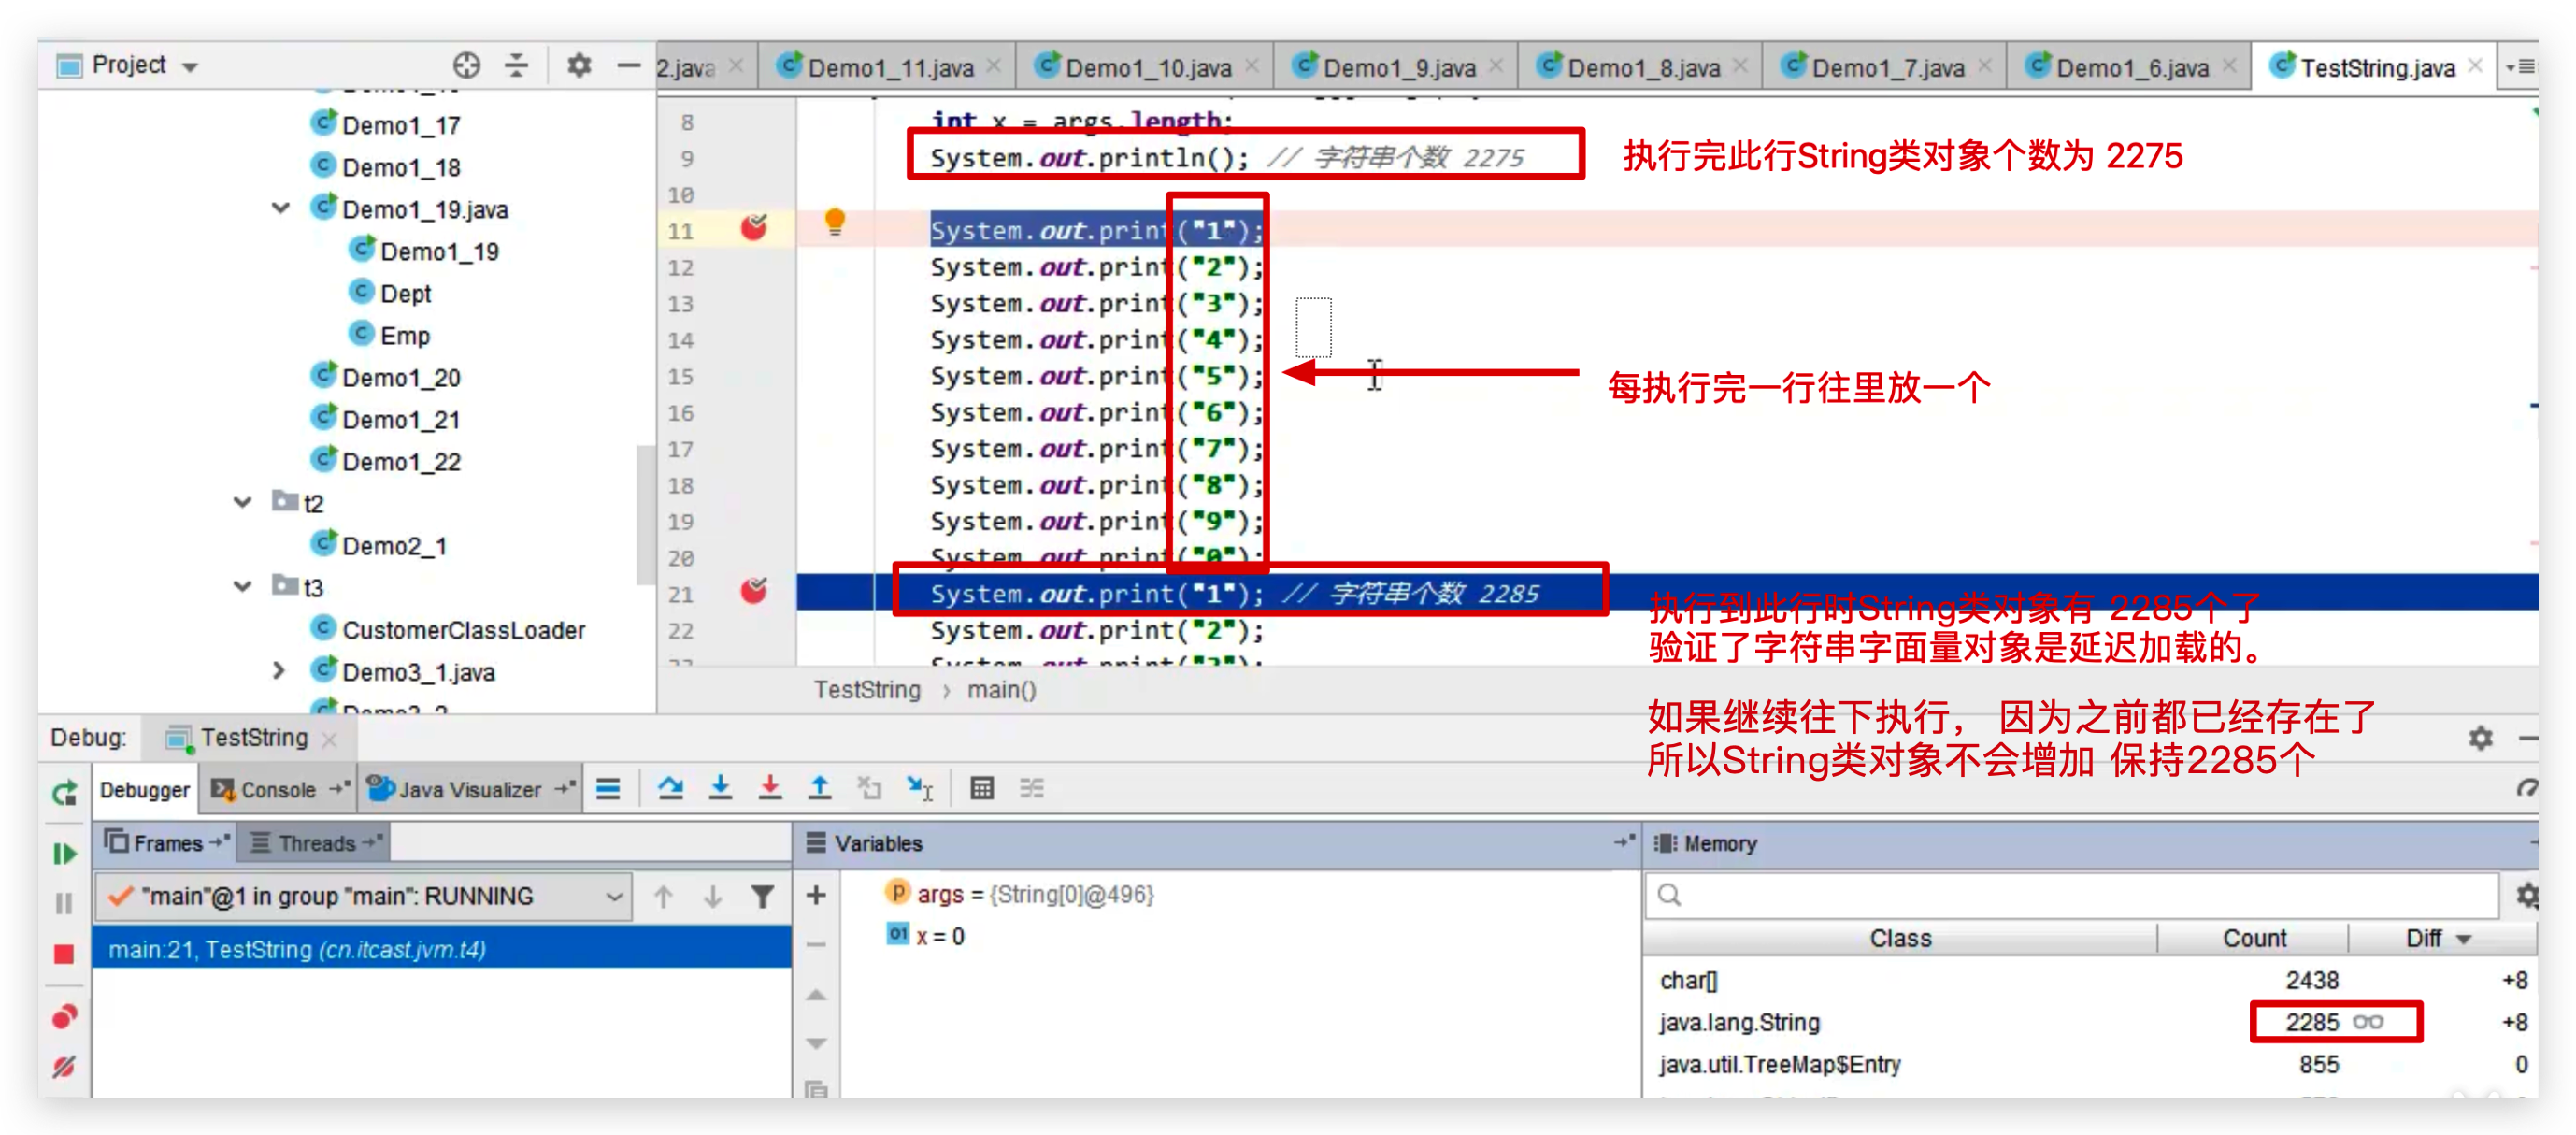 Project
2.java
Demo1_11.java
Demo1_10.java
Demo1_9.java
Demo1_8.java
Demo1_7.java
Demo1_6.java
TestString.java
Demo1_17
Demo1_18
Demo1_19.java
Demo1_19
Dept
Emp
Demo1_20
Demo1_21
Demo1_22
t2
Demo2_1
t3
CustomerClassLoader
Demo3_1.java
Demo3_2
8 int x = args.length;
9 System.out.println(); // 字符串个数 2275
执行完此行String类对象个数为 2275
10
11 System.out.print("1");
12 System.out.print("2");
13 System.out.print("3");
14 System.out.print("4");
15 System.out.print("5");
每执行完一行往里放一个
16 System.out.print("6");
17 System.out.print("7");
18 System.out.print("8");
19 System.out.print("9");
20 System.out.print("0");
21 System.out.print("1"); // 字符串个数 2285
执行到此行时String类对象有 2285个了
验证了字符串字面量对象是延迟加载的。
22 System.out.print("2");
System.out.print("3");
如果继续往下执行， 因为之前都已经存在了
所以String类对象不会增加 保持2285个
TestString › main()
Debug: TestString
Debugger Console Java Visualizer
Frames Threads
"main"@1 in group "main": RUNNING
main:21, TestString (cn.itcast.jvm.t4)
Variables
args = {String[0]@496}
x = 0
Memory
Class Count Diff
char[] 2438 +8
java.lang.String 2285 +8
java.util.TreeMap$Entry 855 0